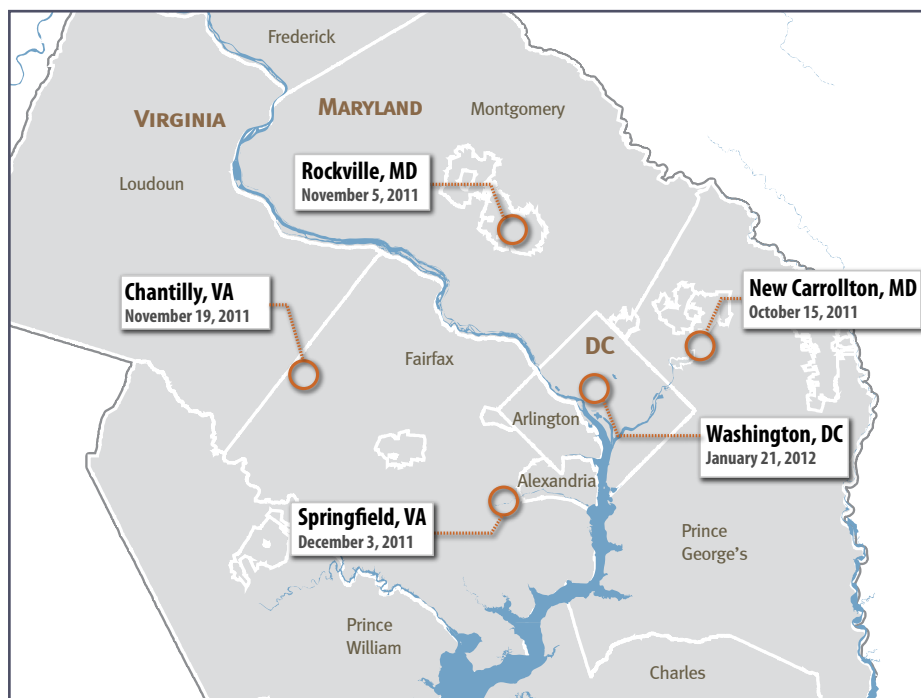 Frederick
MARYLAND
Montgomery
VIRGINIA
Loudoun
Rockville, MD
November 5, 2011
Chantilly, VA
November 19, 2011
New Carrollton, MD
October 15, 2011
Fairfax
DC
Arlington
Washington, DC
January 21, 2012
Alexandria
Springfield, VA
December 3, 2011
Prince
George's
Prince
William
Charles